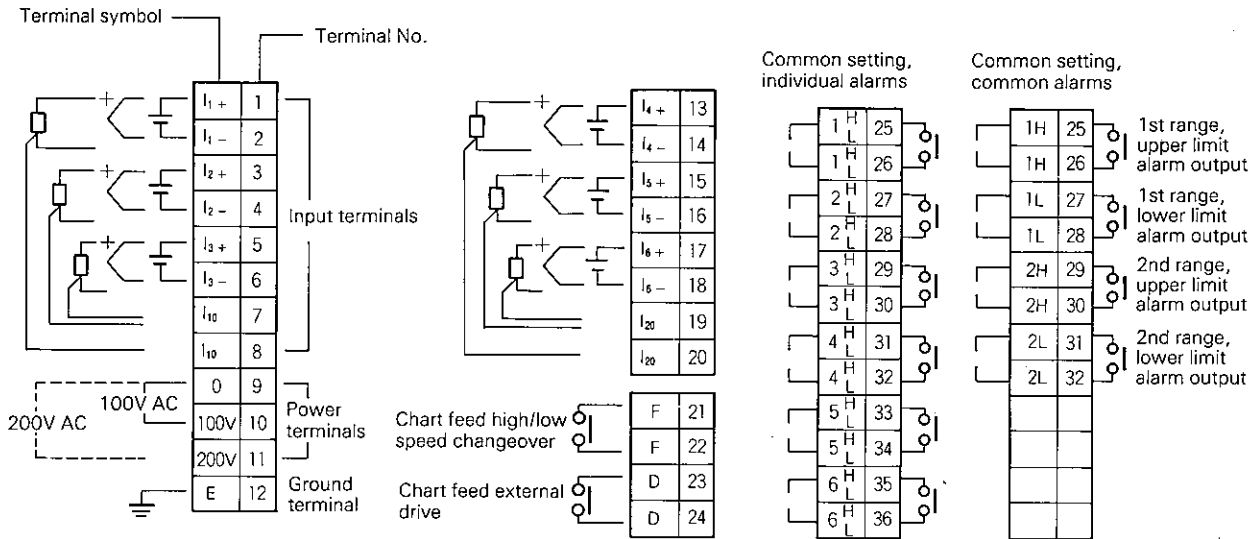 Terminal symbol
Terminal No.
I₁ + 1
I₁ − 2
I₂ + 3
I₂ − 4
I₃ + 5
I₃ − 6
I₁₀ 7
I₁₀ 8
0 9
100V 10
200V 11
E 12
+
+
+
Input terminals
100V AC
200V AC
Power
terminals
Ground
terminal
I₄ + 13
I₄ − 14
I₅ + 15
I₅ − 16
I₆ + 17
I₆ − 18
I₂₀ 19
I₂₀ 20
+
+
+
Chart feed high/low
speed changeover
F 21
F 22
Chart feed external
drive
D 23
D 24
Common setting,
individual alarms
1 H L 25
1 H L 26
2 H L 27
2 H L 28
3 H L 29
3 H L 30
4 H L 31
4 H L 32
5 H L 33
5 H L 34
6 H L 35
6 H L 36
Common setting,
common alarms
1H 25
1H 26
1L 27
1L 28
2H 29
2H 30
2L 31
2L 32
1st range,
upper limit
alarm output
1st range,
lower limit
alarm output
2nd range,
upper limit
alarm output
2nd range,
lower limit
alarm output